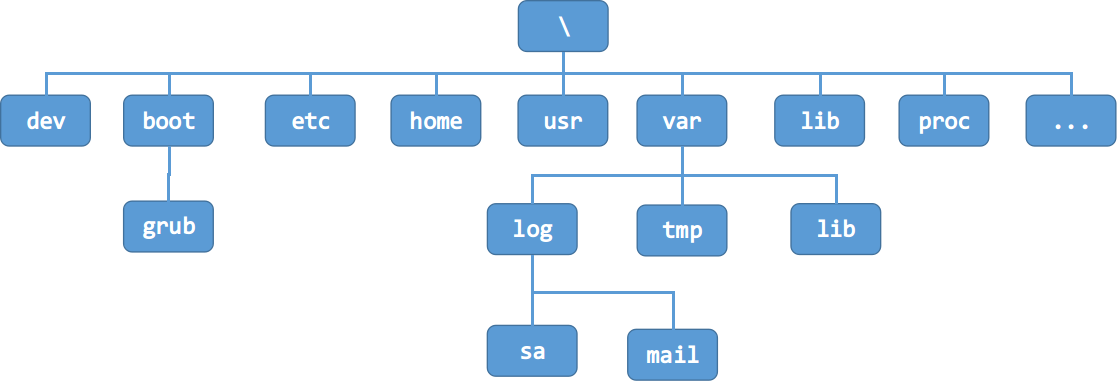 \
dev boot etc home usr var lib proc ...
grub log tmp lib
sa mail